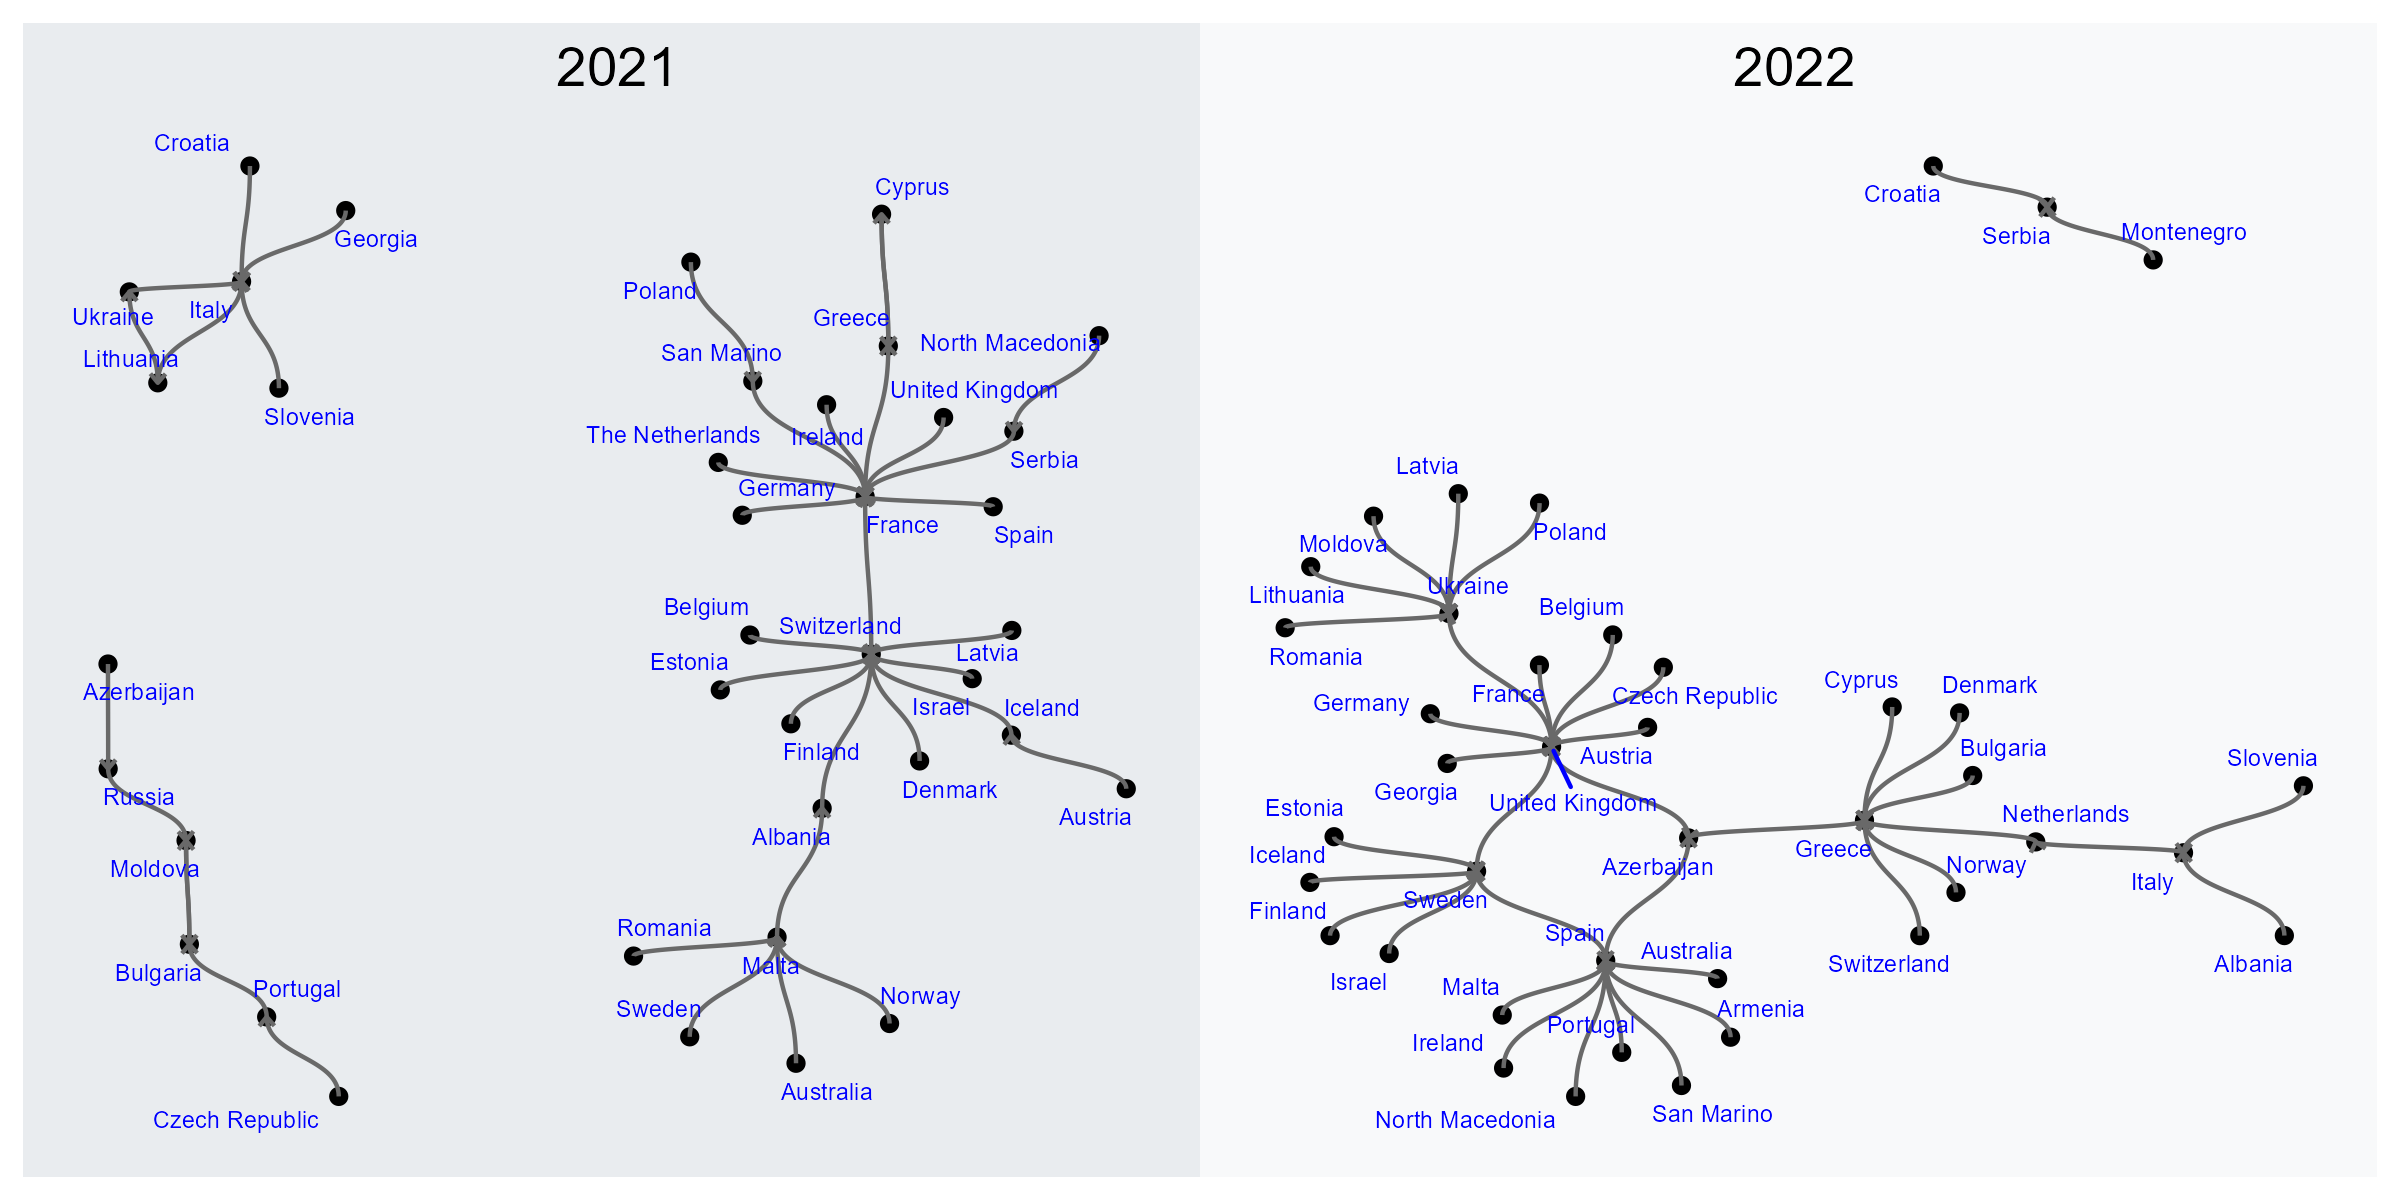 2021
Croatia
Georgia
Ukraine
Italy
Lithuania
Slovenia
Cyprus
Poland
Greece
San Marino
North Macedonia
United Kingdom
The Netherlands
Ireland
Serbia
Germany
France
Spain
Belgium
Switzerland
Estonia
Latvia
Israel
Iceland
Finland
Denmark
Austria
Albania
Azerbaijan
Russia
Moldova
Bulgaria
Portugal
Czech Republic
Romania
Malta
Sweden
Norway
Australia
2022
Croatia
Serbia
Montenegro
Latvia
Moldova
Poland
Lithuania
Ukraine
Romania
Belgium
Germany
France
Czech Republic
Georgia
Austria
United Kingdom
Cyprus
Denmark
Bulgaria
Slovenia
Netherlands
Estonia
Iceland
Finland
Sweden
Israel
Azerbaijan
Greece
Norway
Italy
Switzerland
Albania
Spain
Australia
Malta
Armenia
Ireland
Portugal
North Macedonia
San Marino